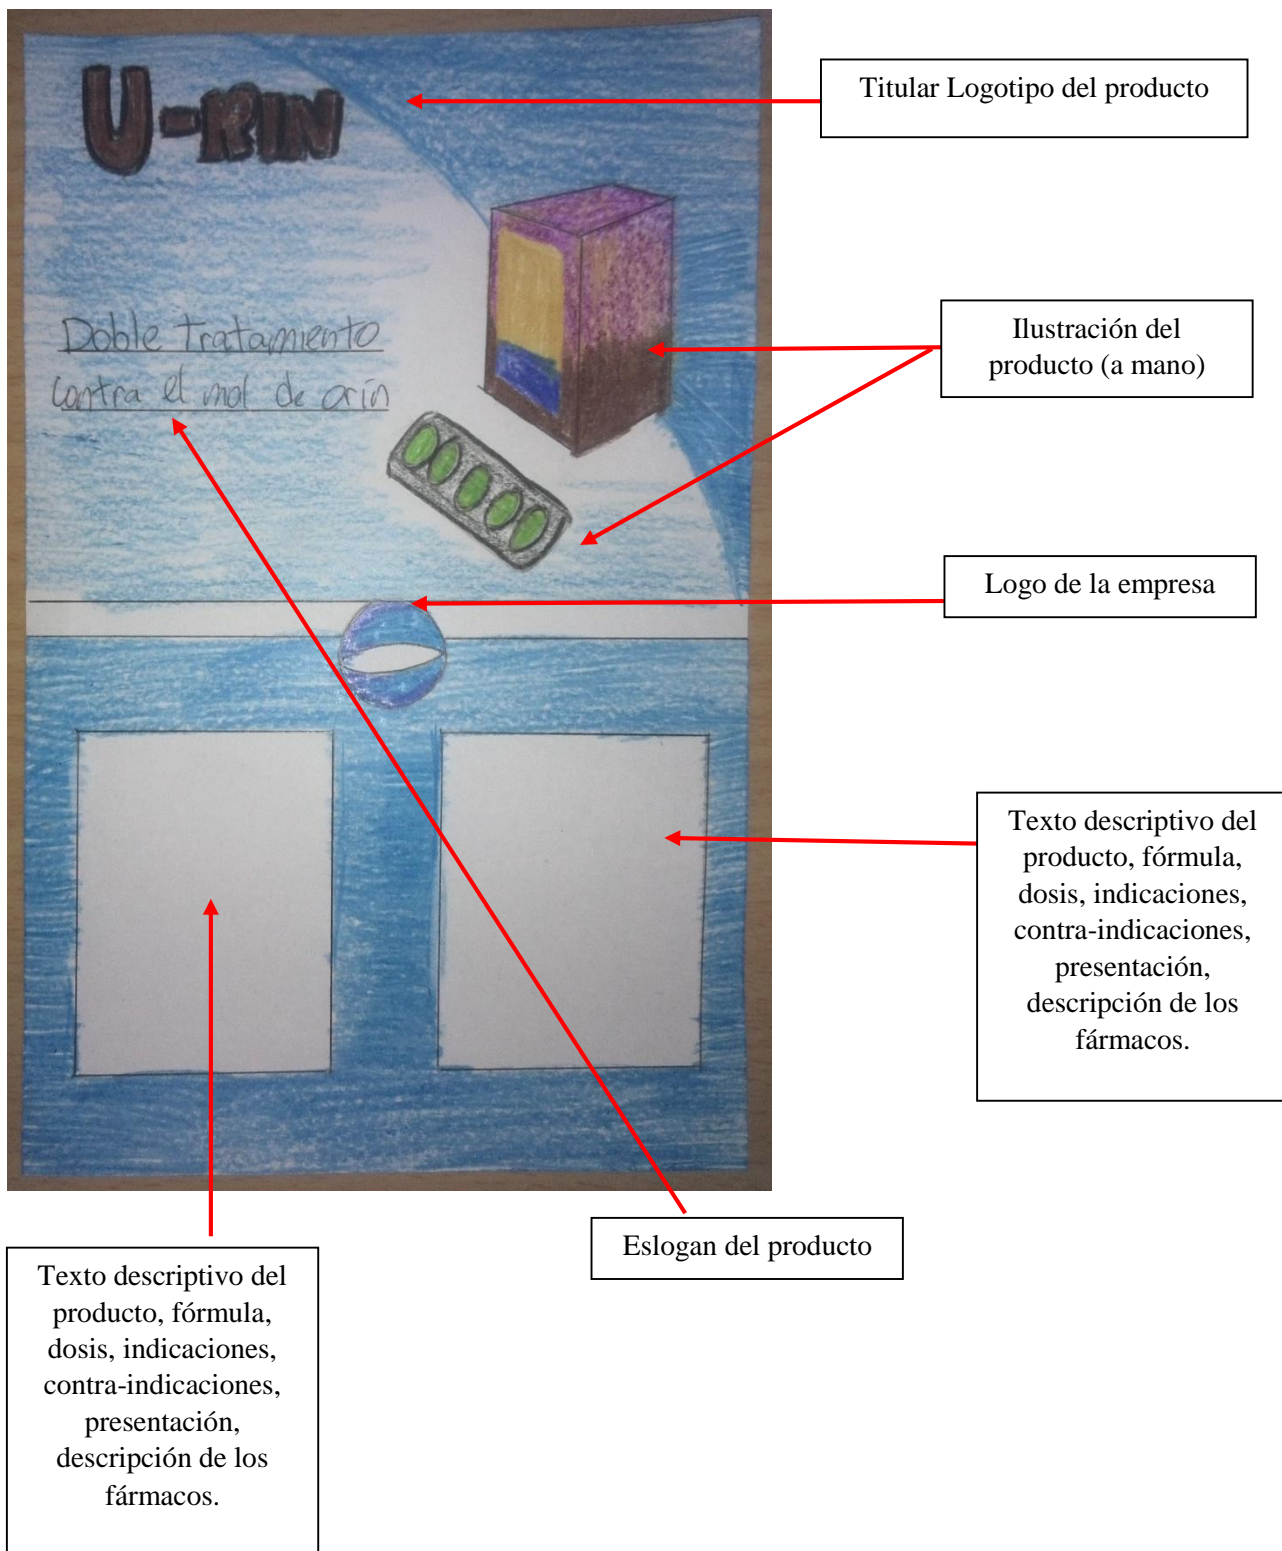 U-RIN
Titular Logotipo del producto
Ilustración del
producto (a mano)
Doble tratamiento
contra el mal de orín
Logo de la empresa
Texto descriptivo del
producto, fórmula,
dosis, indicaciones,
contra-indicaciones,
presentación,
descripción de los
fármacos.
Eslogan del producto
Texto descriptivo del
producto, fórmula,
dosis, indicaciones,
contra-indicaciones,
presentación,
descripción de los
fármacos.